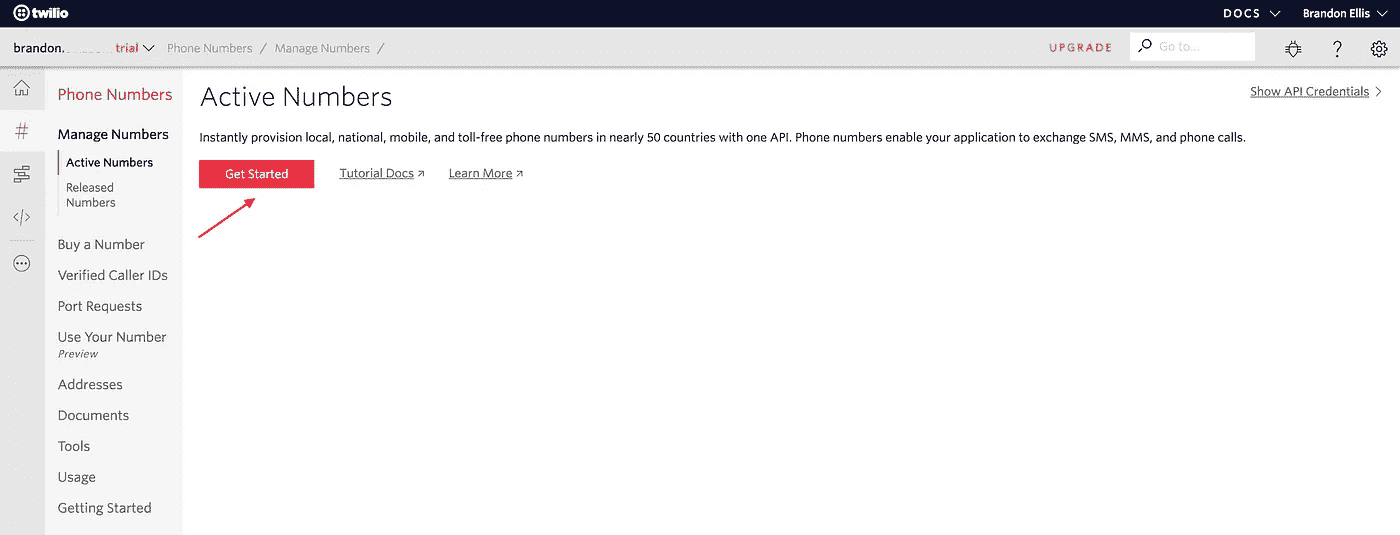 twilio
DOCS
Brandon Ellis
brandon.
trial
Phone Numbers / Manage Numbers /
UPGRADE
Go to...
Phone Numbers
Manage Numbers
Active Numbers
Released
Numbers
Buy a Number
Verified Caller IDs
Port Requests
Use Your Number
Preview
Addresses
Documents
Tools
Usage
Getting Started
Active Numbers
Show API Credentials
Instantly provision local, national, mobile, and toll-free phone numbers in nearly 50 countries with one API. Phone numbers enable your application to exchange SMS, MMS, and phone calls.
Get Started
Tutorial Docs
Learn More